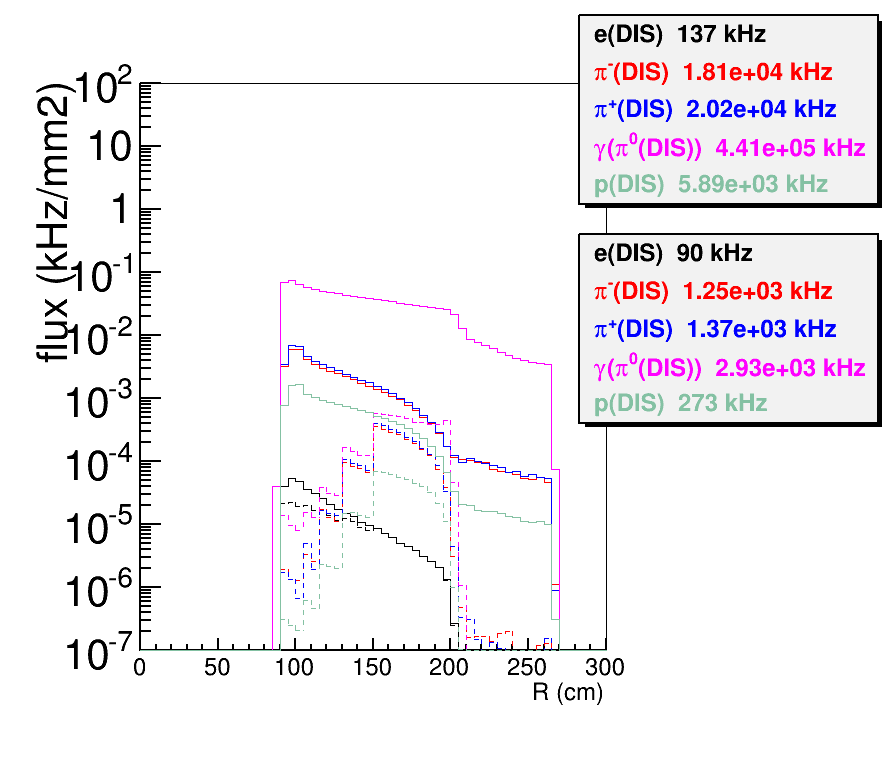 e(DIS) 137 kHz
π⁻(DIS) 1.81e+04 kHz
π⁺(DIS) 2.02e+04 kHz
γ(π⁰(DIS)) 4.41e+05 kHz
p(DIS) 5.89e+03 kHz
e(DIS) 90 kHz
π⁻(DIS) 1.25e+03 kHz
π⁺(DIS) 1.37e+03 kHz
γ(π⁰(DIS)) 2.93e+03 kHz
p(DIS) 273 kHz
flux (kHz/mm2)
10²
10
1
10⁻¹
10⁻²
10⁻³
10⁻⁴
10⁻⁵
10⁻⁶
10⁻⁷
0 50 100 150 200 250 300
R (cm)